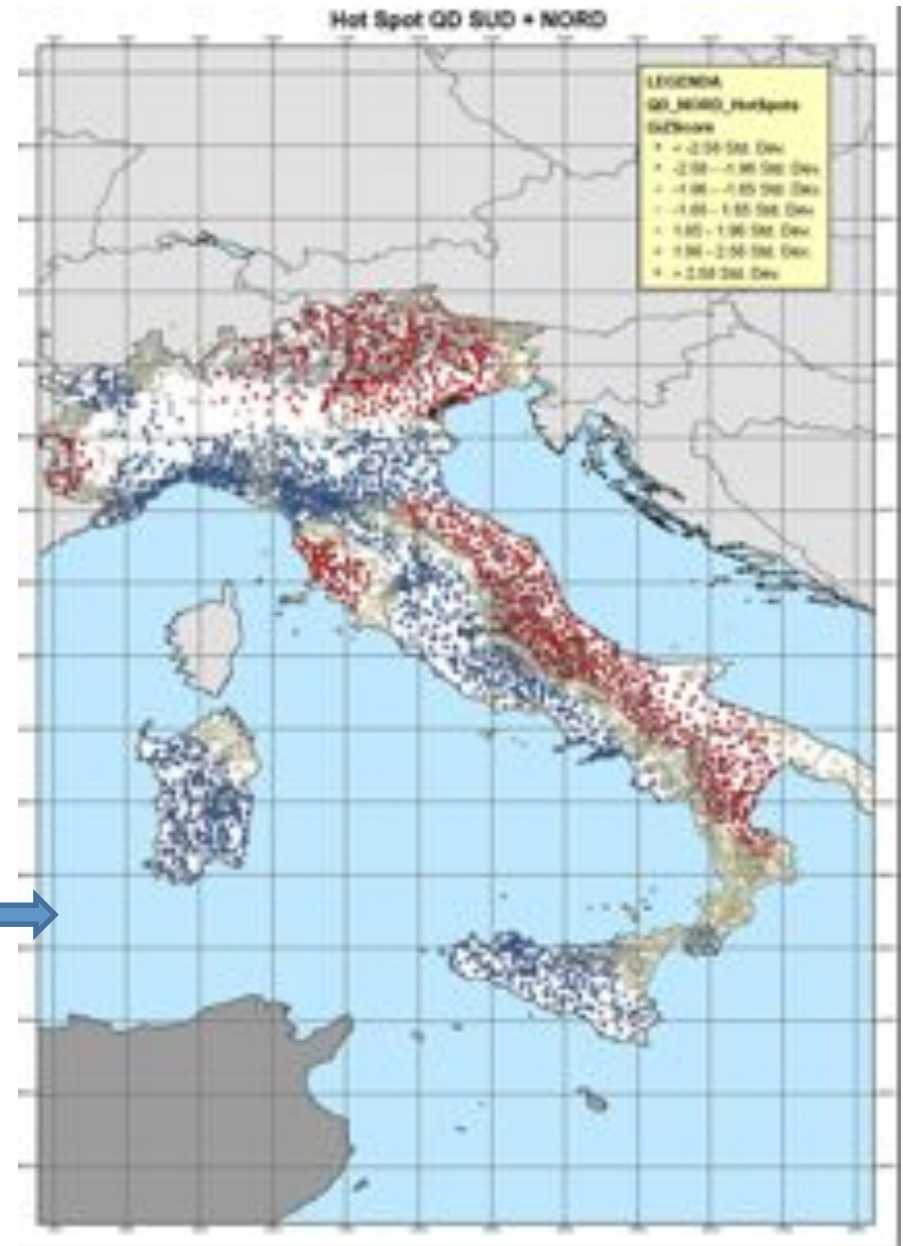 Hot Spot QD SUD + NORD
LEGENDA
QD_NORD_HotSpots
GiZScore
< -2.58 Std. Dev.
-2.58 - -1.96 Std. Dev.
-1.96 - -1.65 Std. Dev.
-1.65 - 1.65 Std. Dev.
1.65 - 1.96 Std. Dev.
1.96 - 2.58 Std. Dev.
> 2.58 Std. Dev.